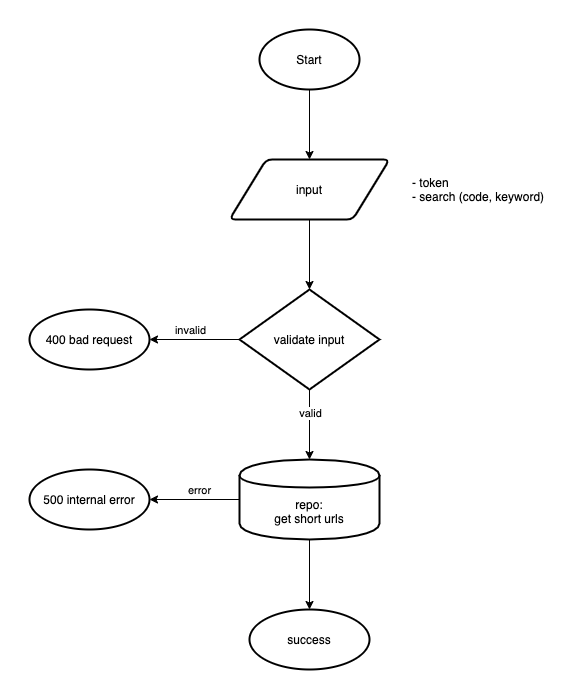 Start
input
- token
- search (code, keyword)
validate input
invalid
400 bad request
valid
repo:
get short urls
error
500 internal error
success